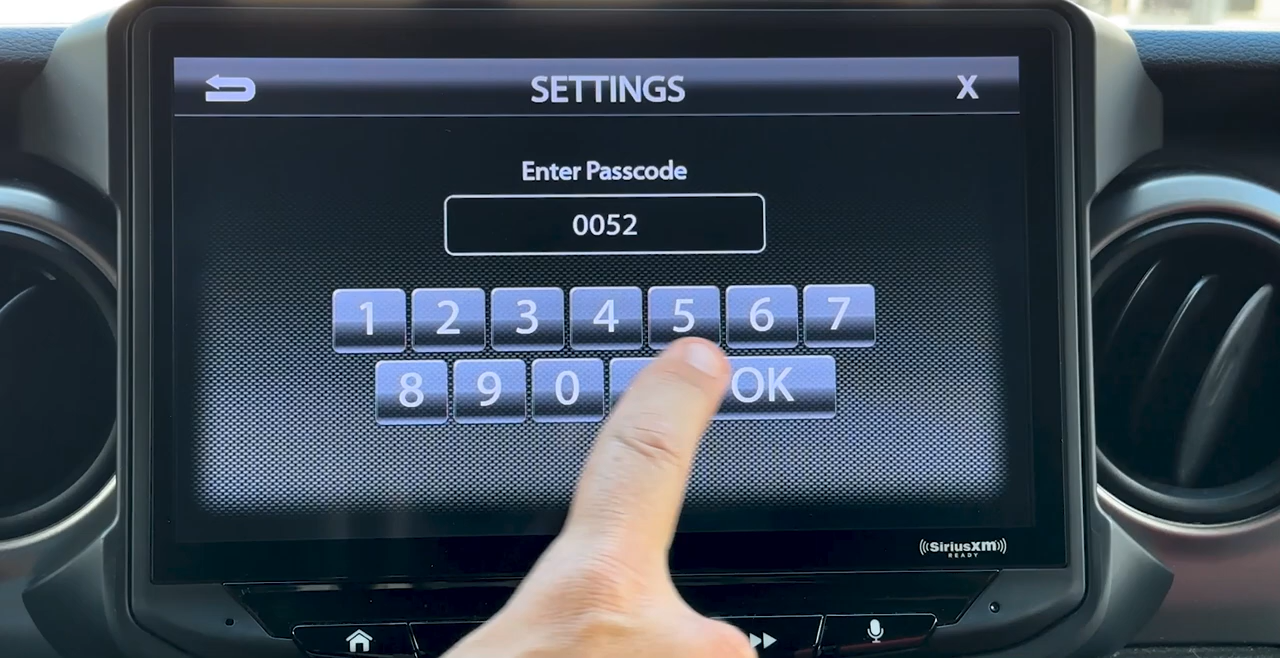 SETTINGS X
Enter Passcode
0052
1 2 3 4 5 6 7
8 9 0 OK
((SiriusXM))
READY